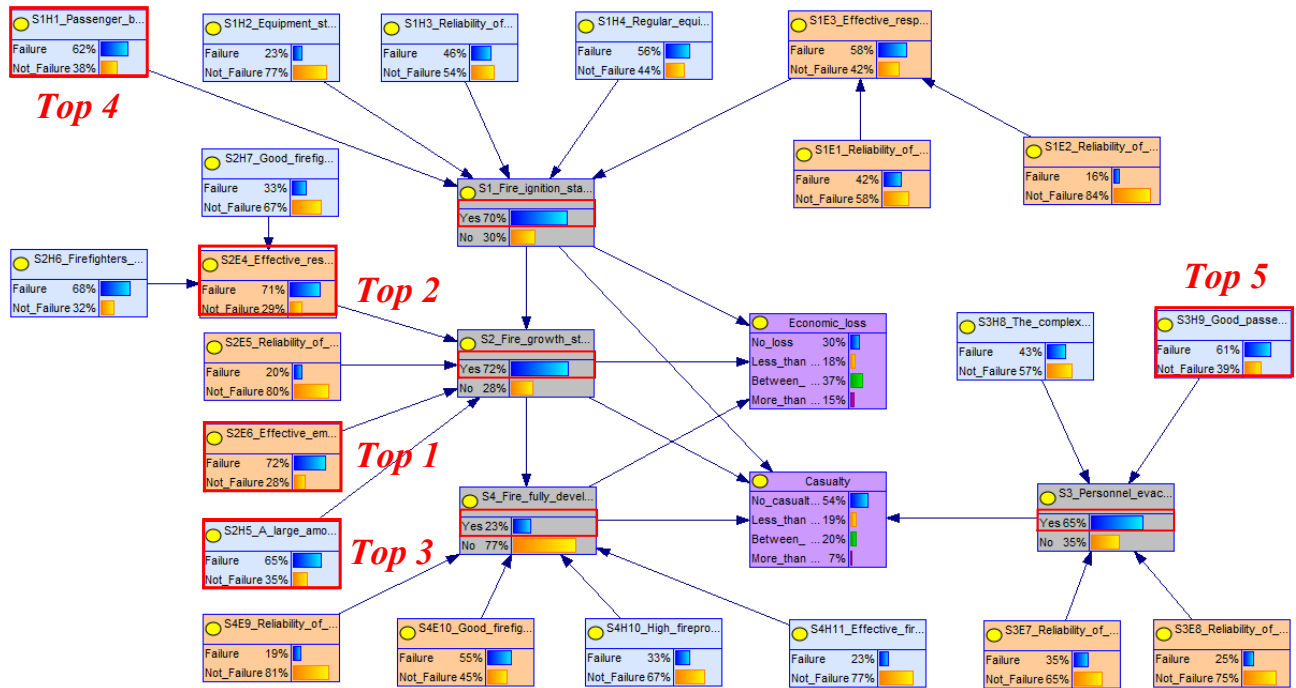 S1H1_Passenger_b...
Failure 62%
Not_Failure 38%
S1H2_Equipment_st...
Failure 23%
Not_Failure 77%
S1H3_Reliability_of...
Failure 46%
Not_Failure 54%
S1H4_Regular_equi...
Failure 56%
Not_Failure 44%
S1E3_Effective_resp...
Failure 58%
Not_Failure 42%
Top 4
S2H7_Good_firefig...
Failure 33%
Not_Failure 67%
S1_Fire_ignition_sta...
Yes 70%
No 30%
S1E1_Reliability_of_...
Failure 42%
Not_Failure 58%
S1E2_Reliability_of_...
Failure 16%
Not_Failure 84%
S2H6_Firefighters_...
Failure 68%
Not_Failure 32%
S2E4_Effective_res...
Failure 71%
Not_Failure 29%
Top 2
Top 5
S2E5_Reliability_of_...
Failure 20%
Not_Failure 80%
S2_Fire_growth_st...
Yes 72%
No 28%
Economic_loss
No_loss 30%
Less_than ... 18%
Between_ ... 37%
More_than ... 15%
S3H8_The_complex...
Failure 43%
Not_Failure 57%
S3H9_Good_passe...
Failure 61%
Not_Failure 39%
S2E6_Effective_em...
Failure 72%
Not_Failure 28%
Top 1
S2H5_A_large_amo...
Failure 65%
Not_Failure 35%
Top 3
S4_Fire_fully_devel...
Yes 23%
No 77%
Casualty
No_casualt... 54%
Less_than ... 19%
Between_ ... 20%
More_than ... 7%
S3_Personnel_evac...
Yes 65%
No 35%
S4E9_Reliability_of_...
Failure 19%
Not_Failure 81%
S4E10_Good_firefig...
Failure 55%
Not_Failure 45%
S4H10_High_firepro...
Failure 33%
Not_Failure 67%
S4H11_Effective_fir...
Failure 23%
Not_Failure 77%
S3E7_Reliability_of_...
Failure 35%
Not_Failure 65%
S3E8_Reliability_of_...
Failure 25%
Not_Failure 75%